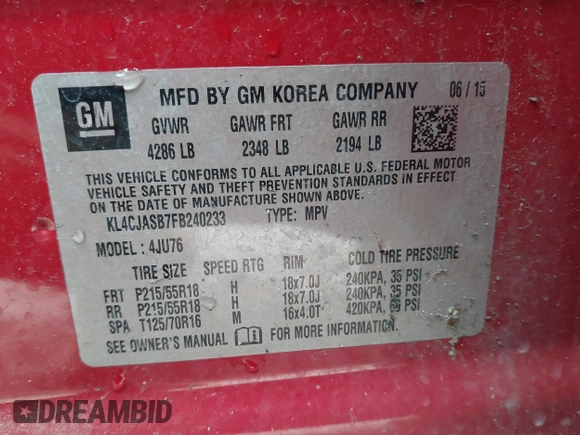 GM
MFD BY GM KOREA COMPANY 06 / 15
GVWR GAWR FRT GAWR RR
4286 LB 2348 LB 2194 LB
THIS VEHICLE CONFORMS TO ALL APPLICABLE U.S. FEDERAL MOTOR
VEHICLE SAFETY AND THEFT PREVENTION STANDARDS IN EFFECT
ON THE DATE OF MANUFACTURE SHOWN ABOVE.
KL4CJASB7FB240233 TYPE: MPV
MODEL: 4JU76
TIRE SIZE SPEED RTG RIM COLD TIRE PRESSURE
FRT P215/55R18 H 18x7.0J 240KPA, 35 PSI
RR P215/55R18 H 18x7.0J 240KPA, 35 PSI
SPA T125/70R16 M 16x4.0T 420KPA, PSI
SEE OWNER'S MANUAL FOR MORE INFORMATION.
DREAMBID